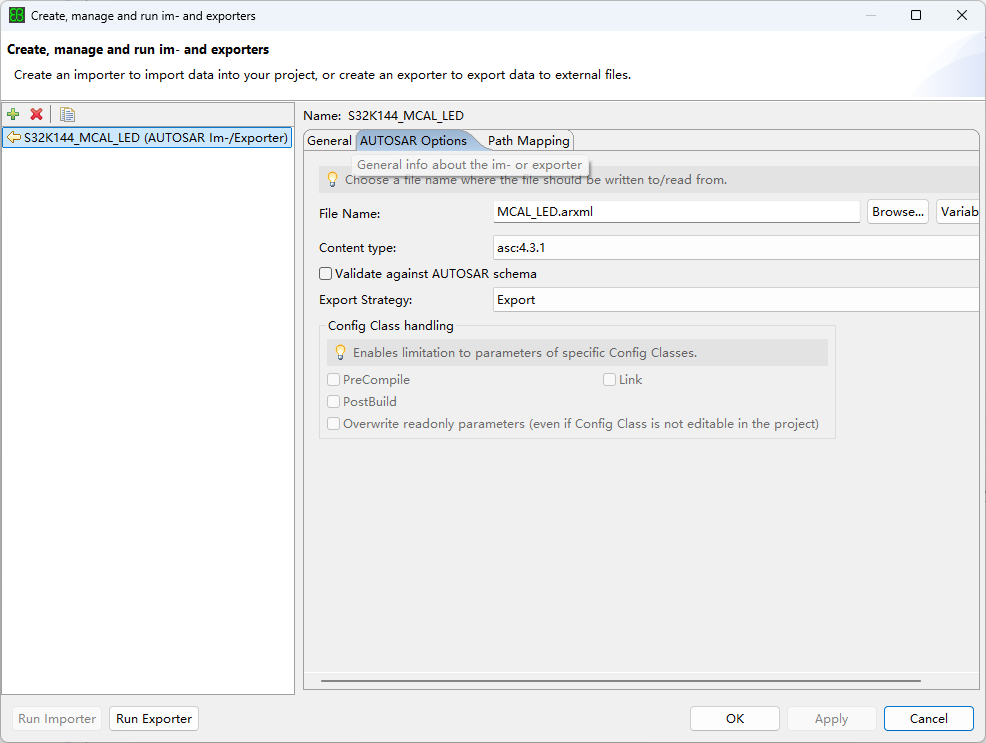 Create, manage and run im- and exporters
Create, manage and run im- and exporters
Create an importer to import data into your project, or create an exporter to export data to external files.
S32K144_MCAL_LED (AUTOSAR Im-/Exporter)
Name: S32K144_MCAL_LED
General AUTOSAR Options Path Mapping
General info about the im- or exporter
Choose a file name where the file should be written to/read from.
File Name: MCAL_LED.arxml Browse... Variab
Content type: asc:4.3.1
Validate against AUTOSAR schema
Export Strategy: Export
Config Class handling
Enables limitation to parameters of specific Config Classes.
PreCompile Link
PostBuild
Overwrite readonly parameters (even if Config Class is not editable in the project)
Run Importer Run Exporter OK Apply Cancel